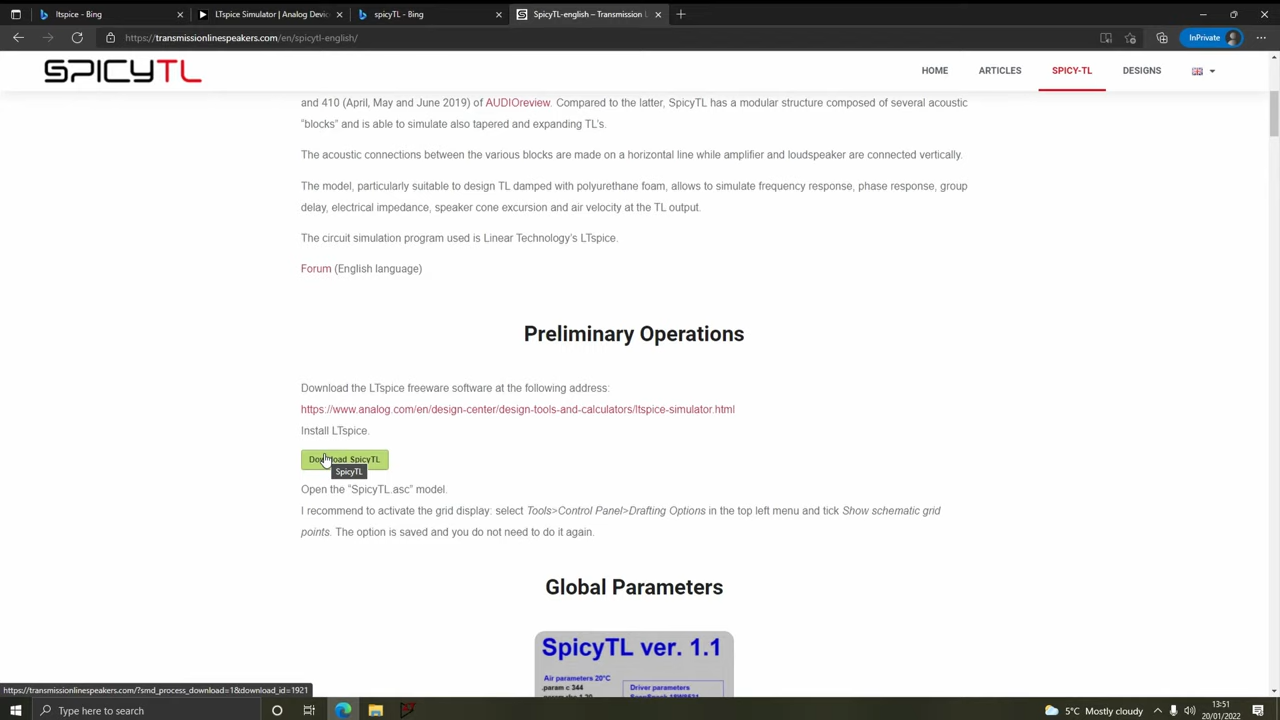 ltspice - Bing
LTspice Simulator | Analog Devi
spicyTL - Bing
SpicyTL-english – Transmission l
https://transmissionlinespeakers.com/en/spicytl-english/
InPrivate
SPICYTL
HOME
ARTICLES
SPICY-TL
DESIGNS
and 410 (April, May and June 2019) of AUDIOreview. Compared to the latter, SpicyTL has a modular structure composed of several acoustic
“blocks” and is able to simulate also tapered and expanding TL’s.
The acoustic connections between the various blocks are made on a horizontal line while amplifier and loudspeaker are connected vertically.
The model, particularly suitable to design TL damped with polyurethane foam, allows to simulate frequency response, phase response, group
delay, electrical impedance, speaker cone excursion and air velocity at the TL output.
The circuit simulation program used is Linear Technology’s LTspice.
Forum (English language)
Preliminary Operations
Download the LTspice freeware software at the following address:
https://www.analog.com/en/design-center/design-tools-and-calculators/ltspice-simulator.html
Install LTspice.
Download SpicyTL
SpicyTL
Open the “SpicyTL.asc” model.
I recommend to activate the grid display: select Tools>Control Panel>Drafting Options in the top left menu and tick Show schematic grid
points. The option is saved and you do not need to do it again.
Global Parameters
SpicyTL ver. 1.1
Air parameters 20°C
.param c 344
Driver parameters
https://transmissionlinespeakers.com/?smd_process_download=1&download_id=1921
Type here to search
5°C Mostly cloudy
13:51
20/01/2022